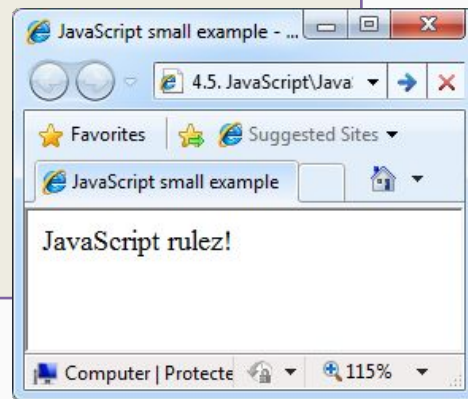 JavaScript small example - ...
4.5. JavaScript\Java
Favorites Suggested Sites
JavaScript small example
JavaScript rulez!
Computer | Protecte 115%